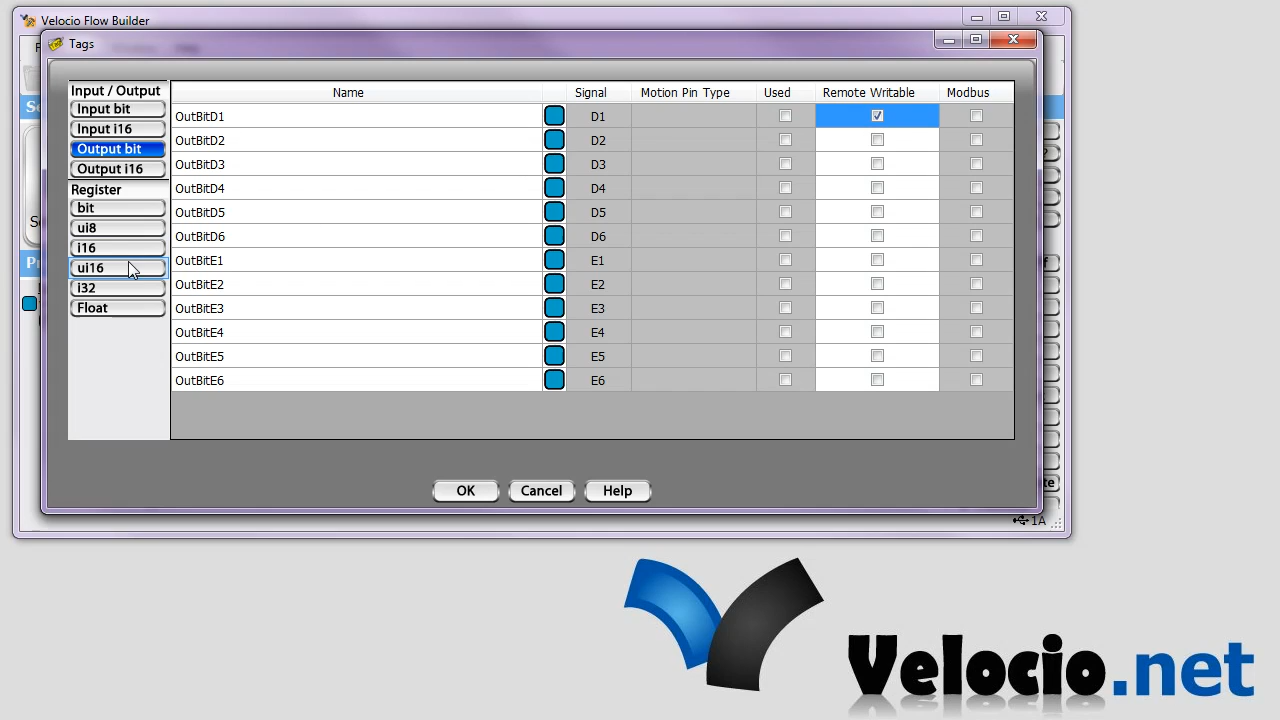 Velocio Flow Builder
Tags
Input / Output
Input bit
Input i16
Output bit
Output i16
Register
bit
ui8
i16
ui16
i32
Float
Name Signal Motion Pin Type Used Remote Writable Modbus
OutBitD1 D1
OutBitD2 D2
OutBitD3 D3
OutBitD4 D4
OutBitD5 D5
OutBitD6 D6
OutBitE1 E1
OutBitE2 E2
OutBitE3 E3
OutBitE4 E4
OutBitE5 E5
OutBitE6 E6
OK Cancel Help
1A
Velocio.net